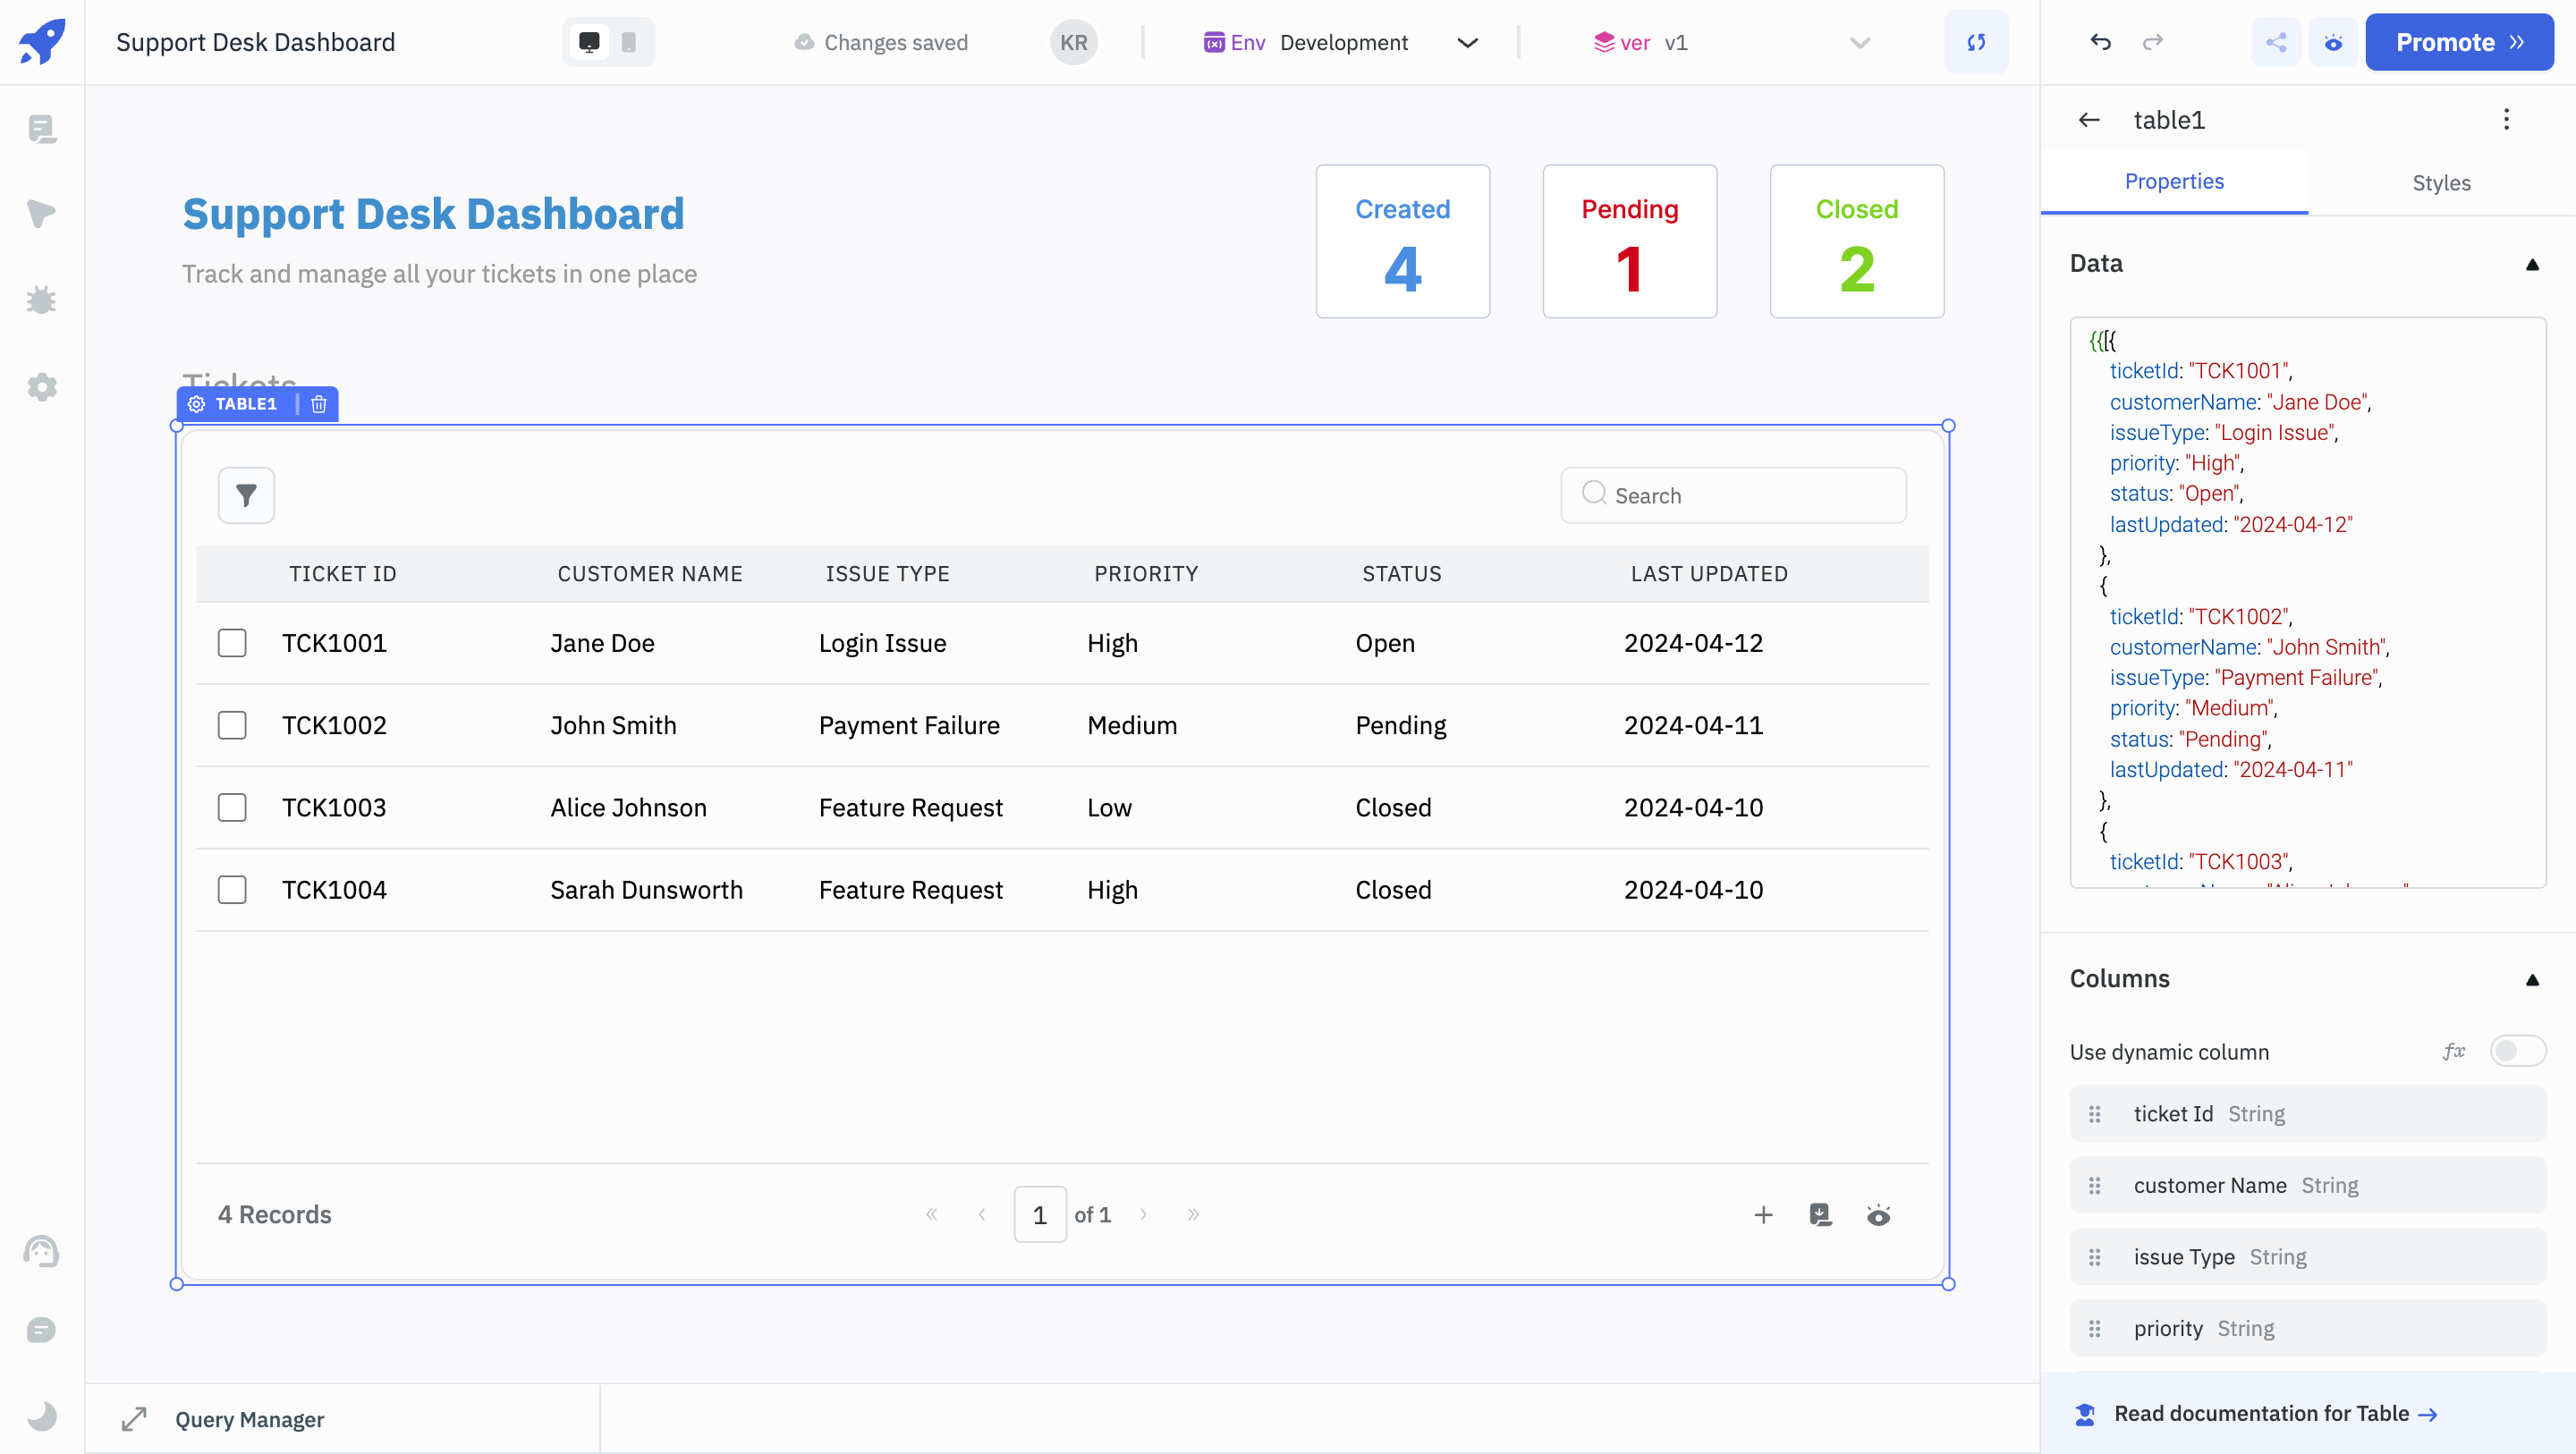 Support Desk Dashboard
Changes saved
KR
Env Development
ver v1
Promote
table1
Properties
Styles
Support Desk Dashboard
Track and manage all your tickets in one place
Created
4
Pending
1
Closed
2
Tickets
TABLE1
Search
TICKET ID CUSTOMER NAME ISSUE TYPE PRIORITY STATUS LAST UPDATED
TCK1001 Jane Doe Login Issue High Open 2024-04-12
TCK1002 John Smith Payment Failure Medium Pending 2024-04-11
TCK1003 Alice Johnson Feature Request Low Closed 2024-04-10
TCK1004 Sarah Dunsworth Feature Request High Closed 2024-04-10
4 Records
1 of 1
Query Manager
Data
{{[{
ticketId: "TCK1001",
customerName: "Jane Doe",
issueType: "Login Issue",
priority: "High",
status: "Open",
lastUpdated: "2024-04-12"
},
{
ticketId: "TCK1002",
customerName: "John Smith",
issueType: "Payment Failure",
priority: "Medium",
status: "Pending",
lastUpdated: "2024-04-11"
},
{
ticketId: "TCK1003",
Columns
Use dynamic column fx
ticket Id String
customer Name String
issue Type String
priority String
Read documentation for Table →